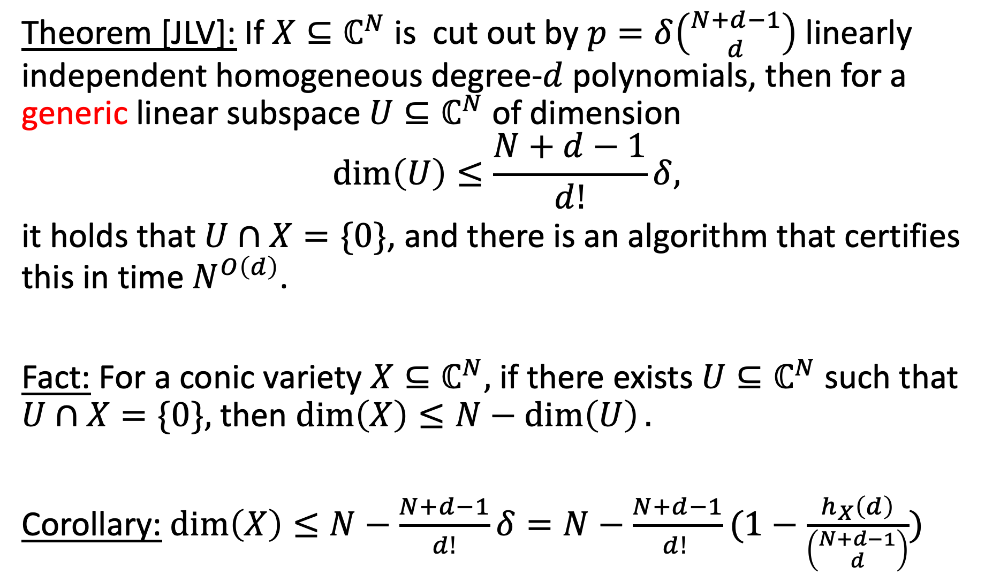 Theorem [JLV]: If $X \subseteq \mathbb{C}^N$ is cut out by $p = \delta\binom{N+d-1}{d}$ linearly
independent homogeneous degree-$d$ polynomials, then for a
generic linear subspace $U \subseteq \mathbb{C}^N$ of dimension
$\dim(U) \leq \frac{N+d-1}{d!}\delta,$
it holds that $U \cap X = \{0\}$, and there is an algorithm that certifies
this in time $N^{O(d)}$.
Fact: For a conic variety $X \subseteq \mathbb{C}^N$, if there exists $U \subseteq \mathbb{C}^N$ such that
$U \cap X = \{0\}$, then $\dim(X) \leq N - \dim(U)$.
Corollary: $\dim(X) \leq N - \frac{N+d-1}{d!}\delta = N - \frac{N+d-1}{d!}(1 - \frac{h_X(d)}{\binom{N+d-1}{d}})$